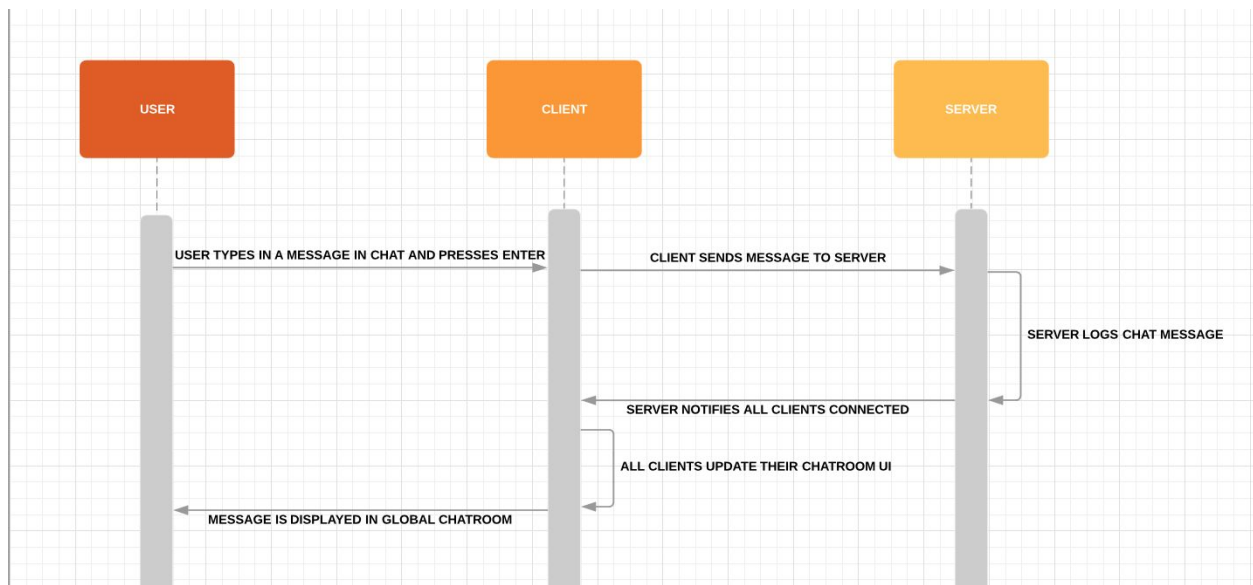 USER
CLIENT
SERVER
USER TYPES IN A MESSAGE IN CHAT AND PRESSES ENTER
CLIENT SENDS MESSAGE TO SERVER
SERVER LOGS CHAT MESSAGE
SERVER NOTIFIES ALL CLIENTS CONNECTED
ALL CLIENTS UPDATE THEIR CHATROOM UI
MESSAGE IS DISPLAYED IN GLOBAL CHATROOM